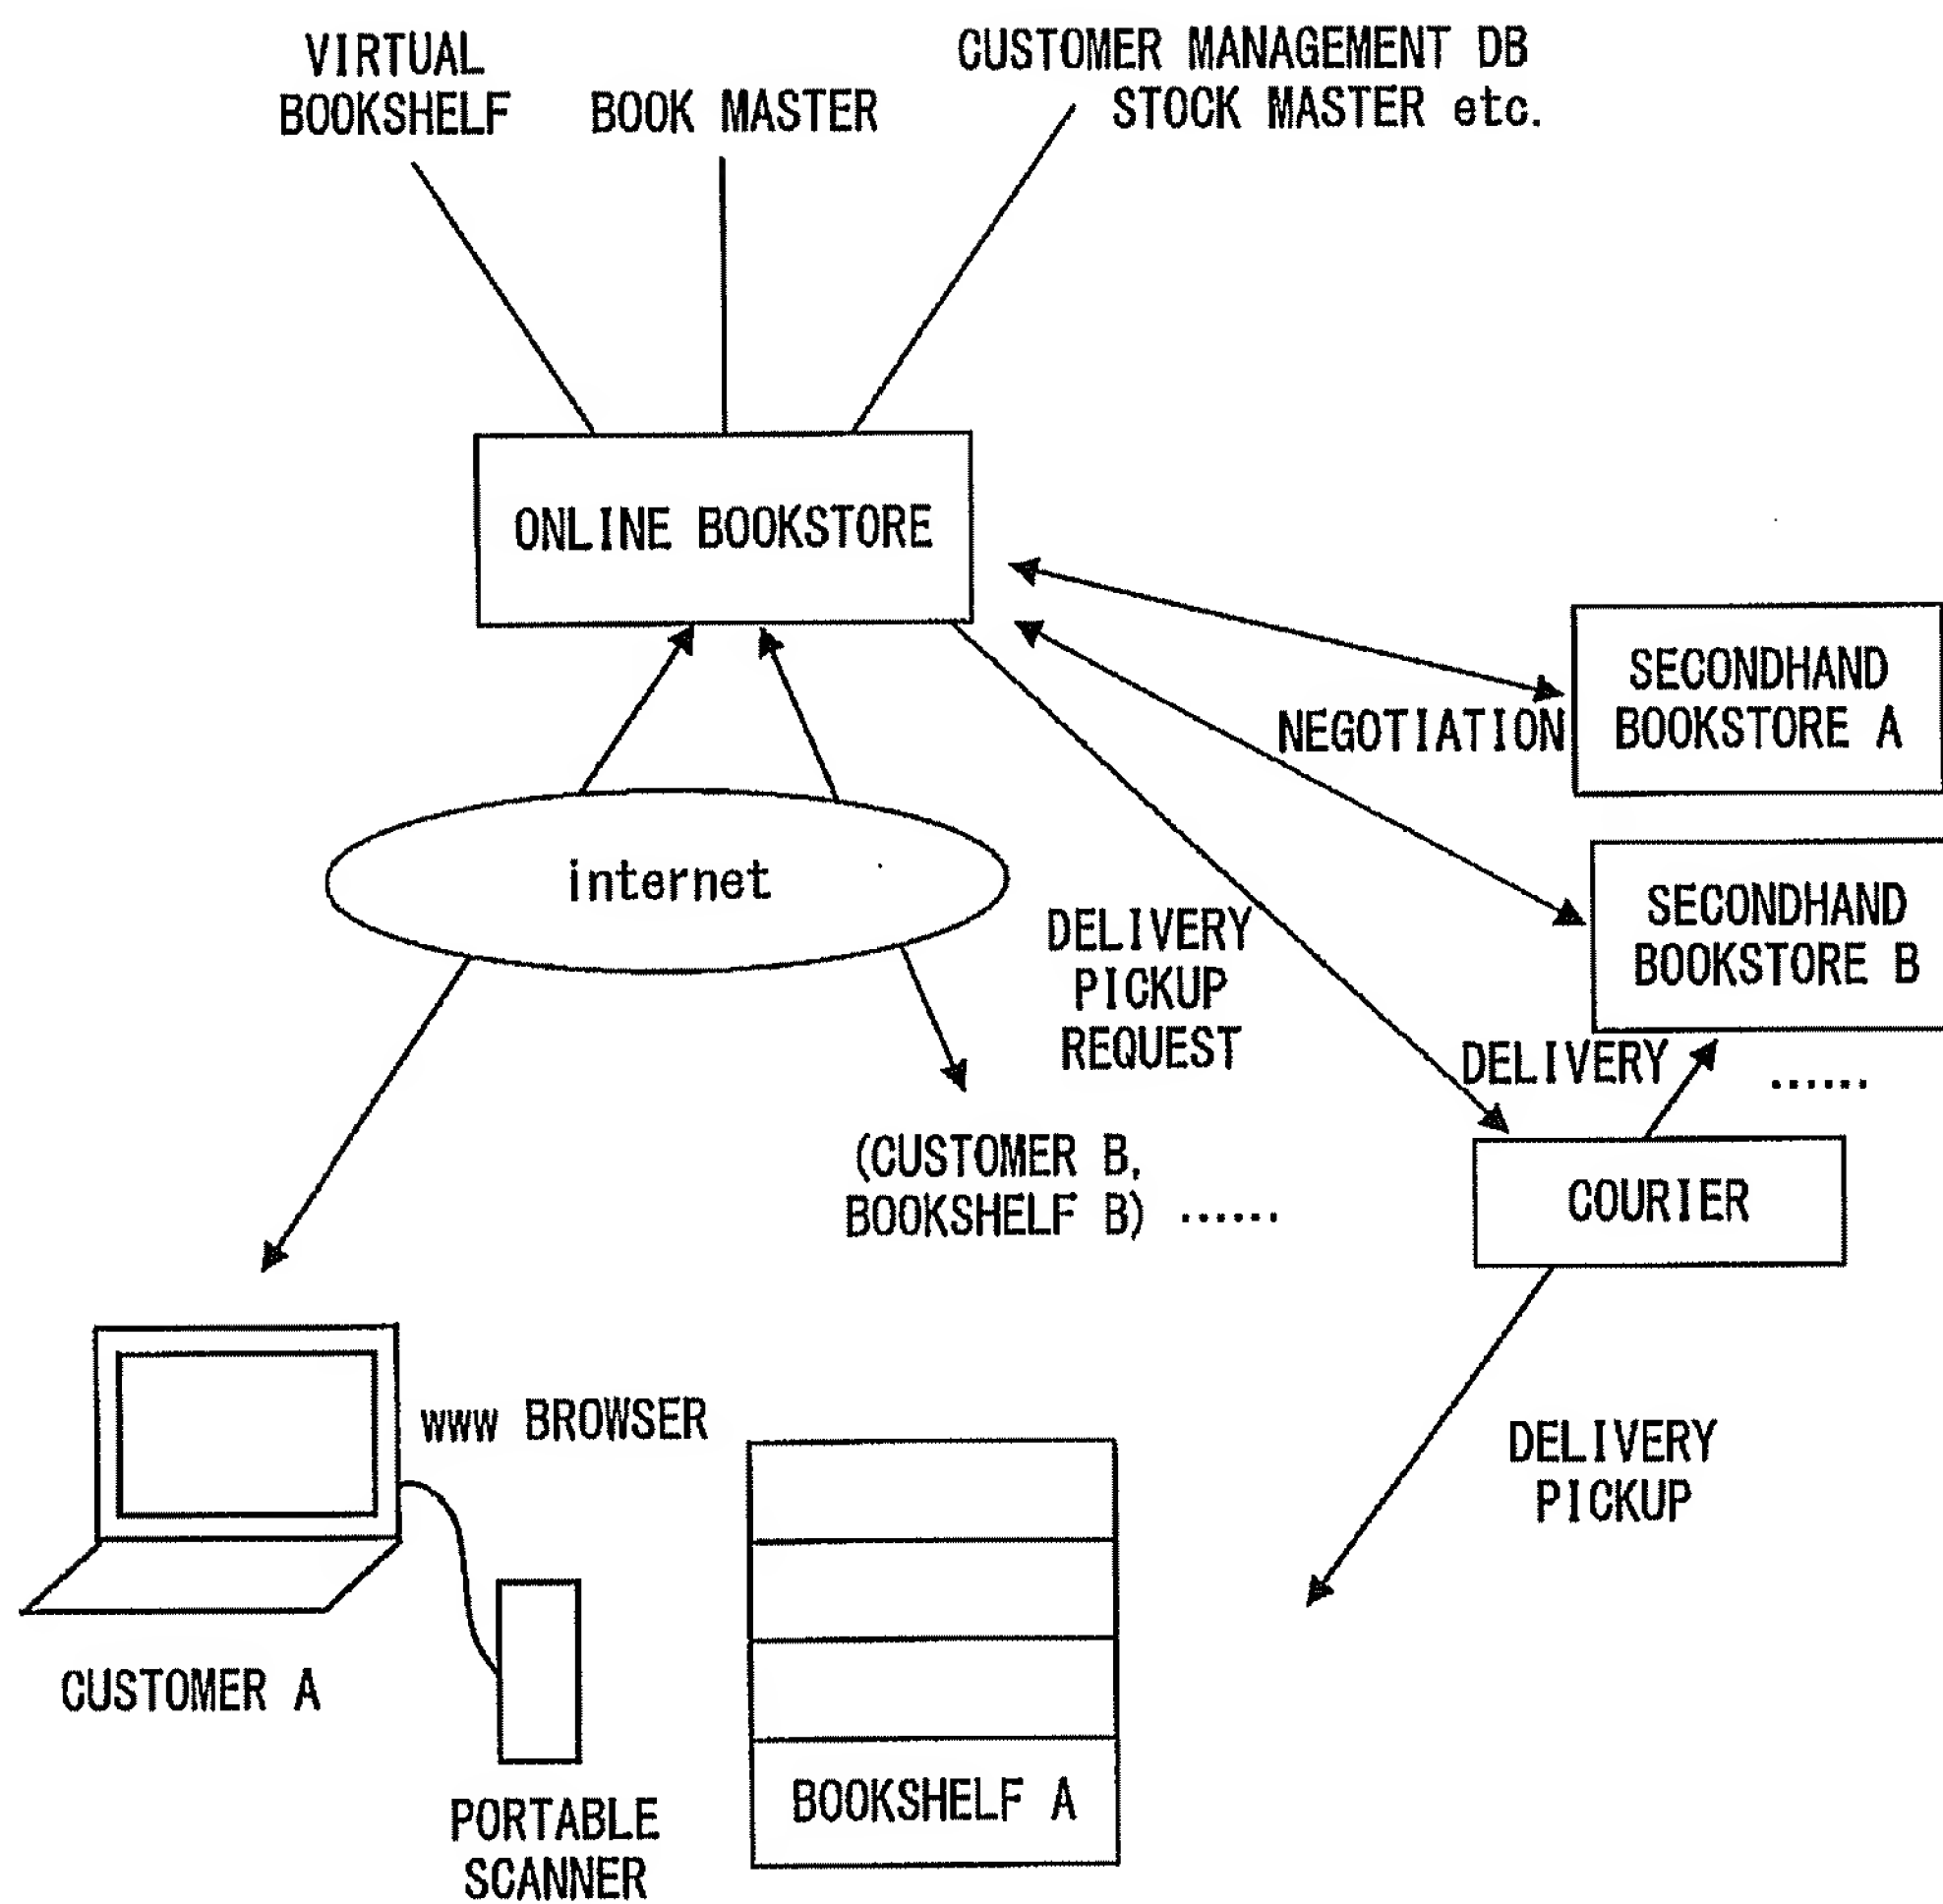 VIRTUAL
BOOKSHELF
BOOK MASTER
CUSTOMER MANAGEMENT DB
STOCK MASTER etc.
ONLINE BOOKSTORE
SECONDHAND
BOOKSTORE A
NEGOTIATION
internet
SECONDHAND
BOOKSTORE B
DELIVERY
PICKUP
REQUEST
DELIVERY
......
(CUSTOMER B,
BOOKSHELF B) ......
COURIER
www BROWSER
DELIVERY
PICKUP
CUSTOMER A
PORTABLE
SCANNER
BOOKSHELF A